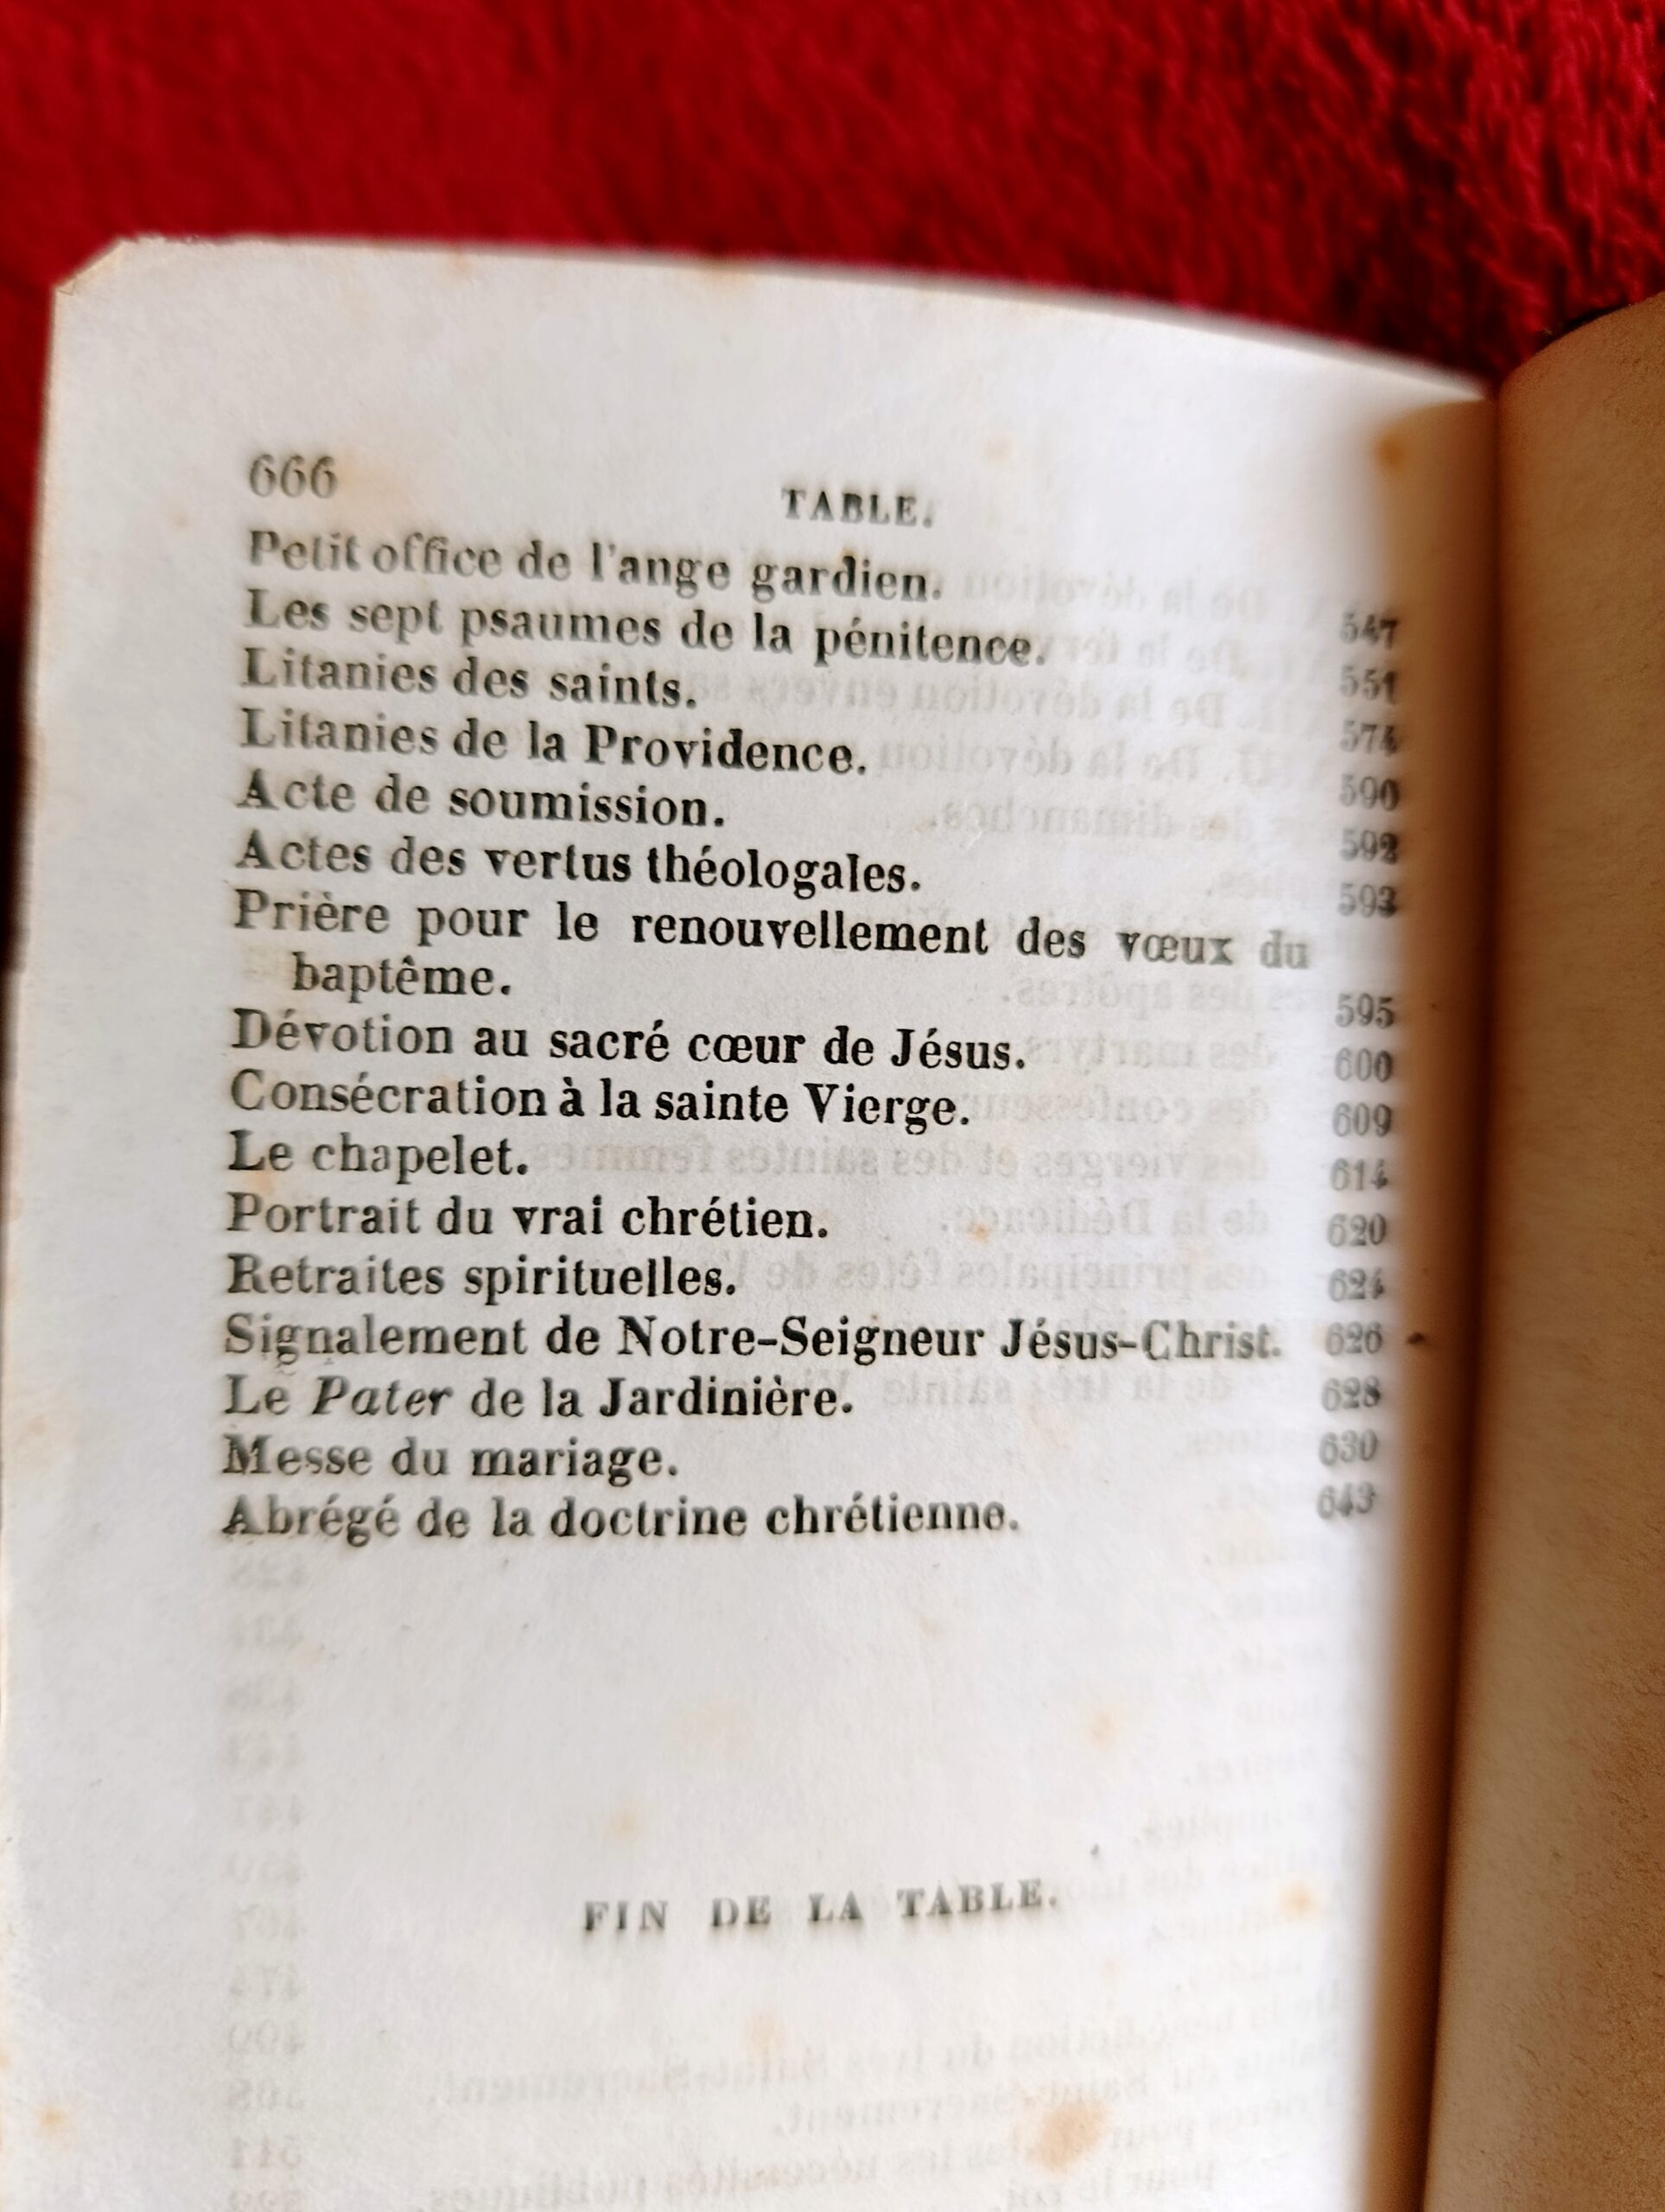 666
TABLE.
Petit office de l'ange gardien. 547
Les sept psaumes de la pénitence. 551
Litanies des saints. 574
Litanies de la Providence. 590
Acte de soumission. 592
Actes des vertus théologales. 593
Prière pour le renouvellement des vœux du
baptême. 595
Dévotion au sacré cœur de Jésus. 600
Consécration à la sainte Vierge. 609
Le chapelet. 614
Portrait du vrai chrétien. 620
Retraites spirituelles. 624
Signalement de Notre-Seigneur Jésus-Christ. 626
Le Pater de la Jardinière. 628
Messe du mariage. 630
Abrégé de la doctrine chrétienne. 643
FIN DE LA TABLE.